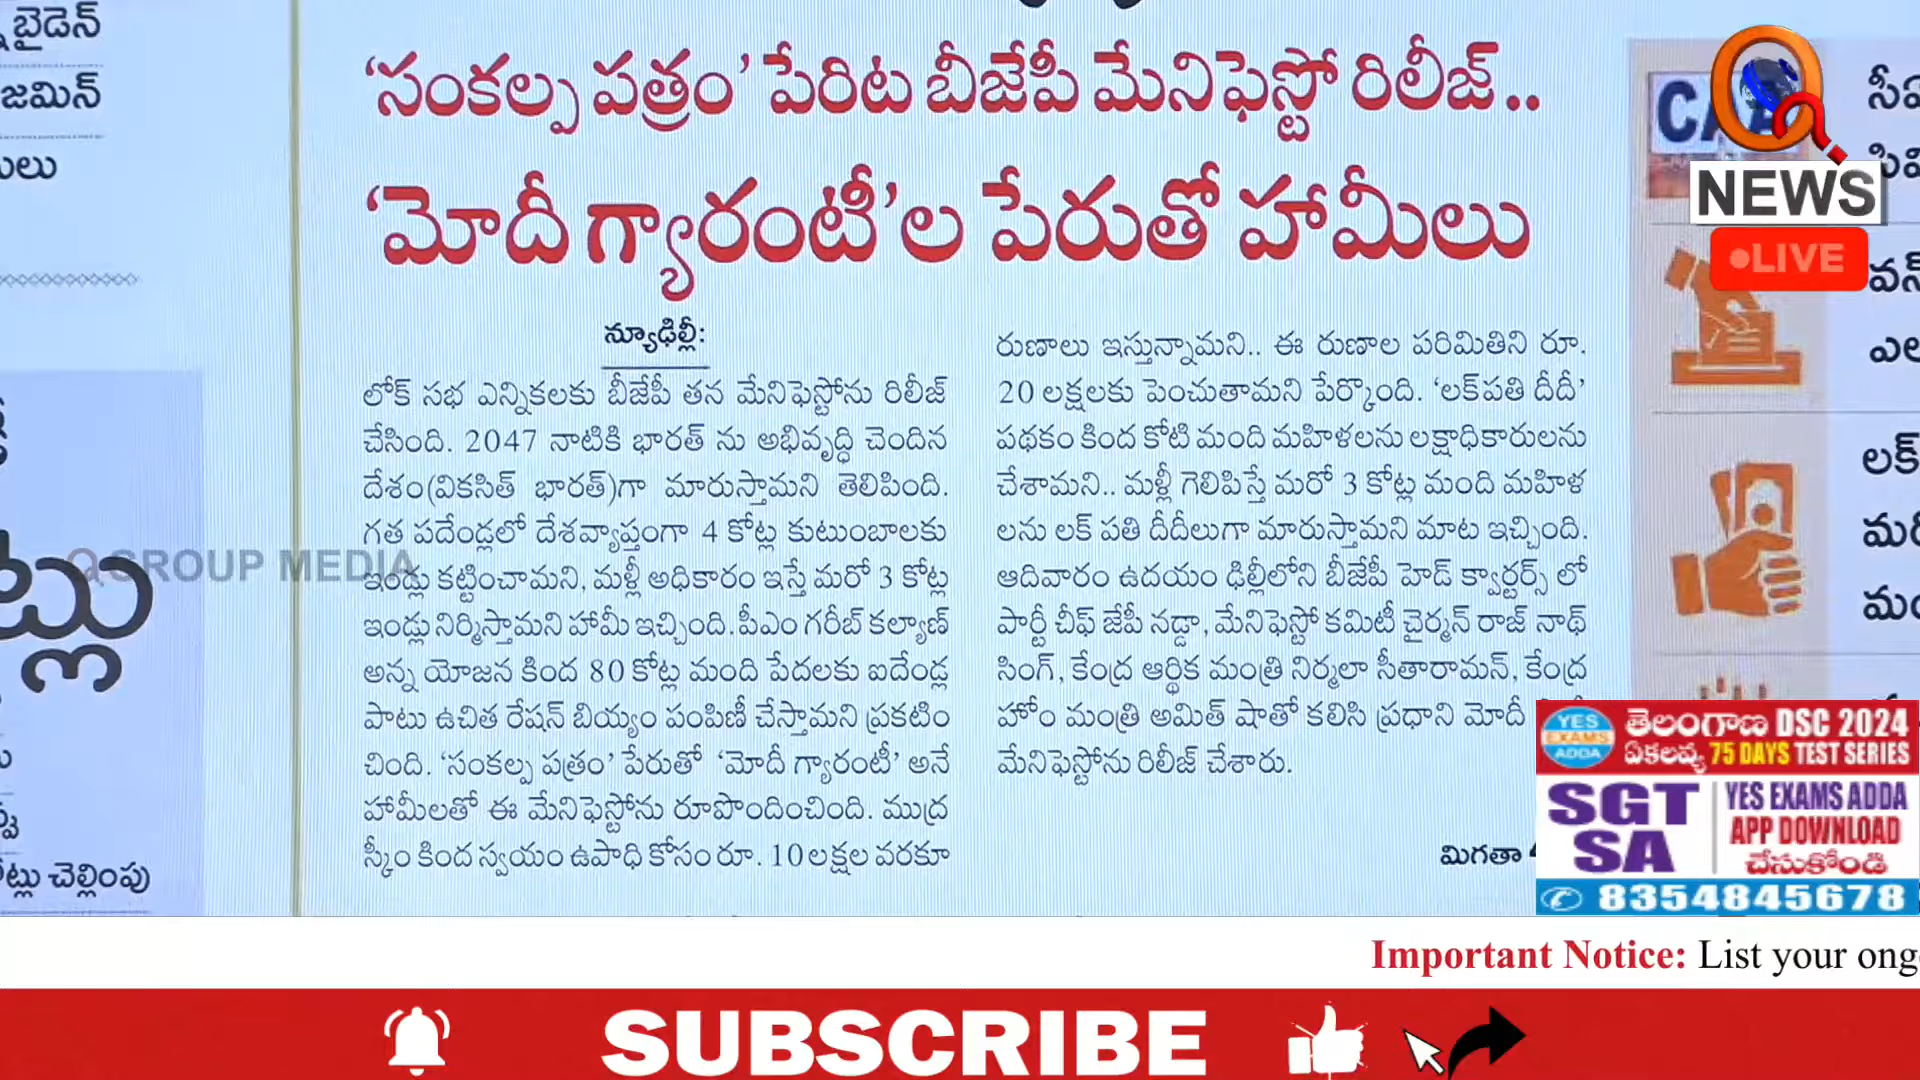 బైడెన్
జమిన్
'సంకల్ప పత్రం' పేరిట బీజేపీ మేనిఫెస్టో రిలీజ్..
'మోదీ గ్యారంటీ'ల పేరుతో హామీలు
న్యూఢిల్లీ:
లోక్ సభ ఎన్నికలకు బీజేపీ తన మేనిఫెస్టోను రిలీజ్
చేసింది. 2047 నాటికి భారత్ ను అభివృద్ధి చెందిన
దేశం(వికసిత్ భారత్)గా మారుస్తామని తెలిపింది.
గత పదేండ్లలో దేశవ్యాప్తంగా 4 కోట్ల కుటుంబాలకు
ఇండ్లు కట్టించామని, మళ్లీ అధికారం ఇస్తే మరో 3 కోట్ల
ఇండ్లు నిర్మిస్తామని హామీ ఇచ్చింది. పీఎం గరీబ్ కల్యాణ్
అన్న యోజన కింద 80 కోట్ల మంది పేదలకు ఐదేండ్ల
పాటు ఉచిత రేషన్ బియ్యం పంపిణీ చేస్తామని ప్రకటిం
చింది. 'సంకల్ప పత్రం' పేరుతో 'మోదీ గ్యారంటీ' అనే
హామీలతో ఈ మేనిఫెస్టోను రూపొందించింది. ముద్ర
స్కీం కింద స్వయం ఉపాధి కోసం రూ. 10 లక్షల వరకూ
రుణాలు ఇస్తున్నామని.. ఈ రుణాల పరిమితిని రూ.
20 లక్షలకు పెంచుతామని పేర్కొంది. 'లక్‌పతి దీదీ'
పథకం కింద కోటి మంది మహిళలను లక్షాధికారులను
చేశామని.. మళ్లీ గెలిపిస్తే మరో 3 కోట్ల మంది మహిళ
లను లక్ పతి దీదీలుగా మారుస్తామని మాట ఇచ్చింది.
ఆదివారం ఉదయం ఢిల్లీలోని బీజేపీ హెడ్ క్వార్టర్స్ లో
పార్టీ చీఫ్ జేపీ నడ్డా, మేనిఫెస్టో కమిటీ చైర్మన్ రాజ్ నాథ్
సింగ్, కేంద్ర ఆర్థిక మంత్రి నిర్మలా సీతారామన్, కేంద్ర
హోం మంత్రి అమిత్ షాతో కలిసి ప్రధాని మోదీ
మేనిఫెస్టోను రిలీజ్ చేశారు.
మిగతా
చెల్లింపు
GROUP MEDIA
NEWS
LIVE
YES
EXAMS
ADDA
తెలంగాణ DSC 2024
ఏకలవ్య 75 DAYS TEST SERIES
SGT
SA
YES EXAMS ADDA
APP DOWNLOAD
చేసుకోండి
8354845678
Important Notice: List your
SUBSCRIBE